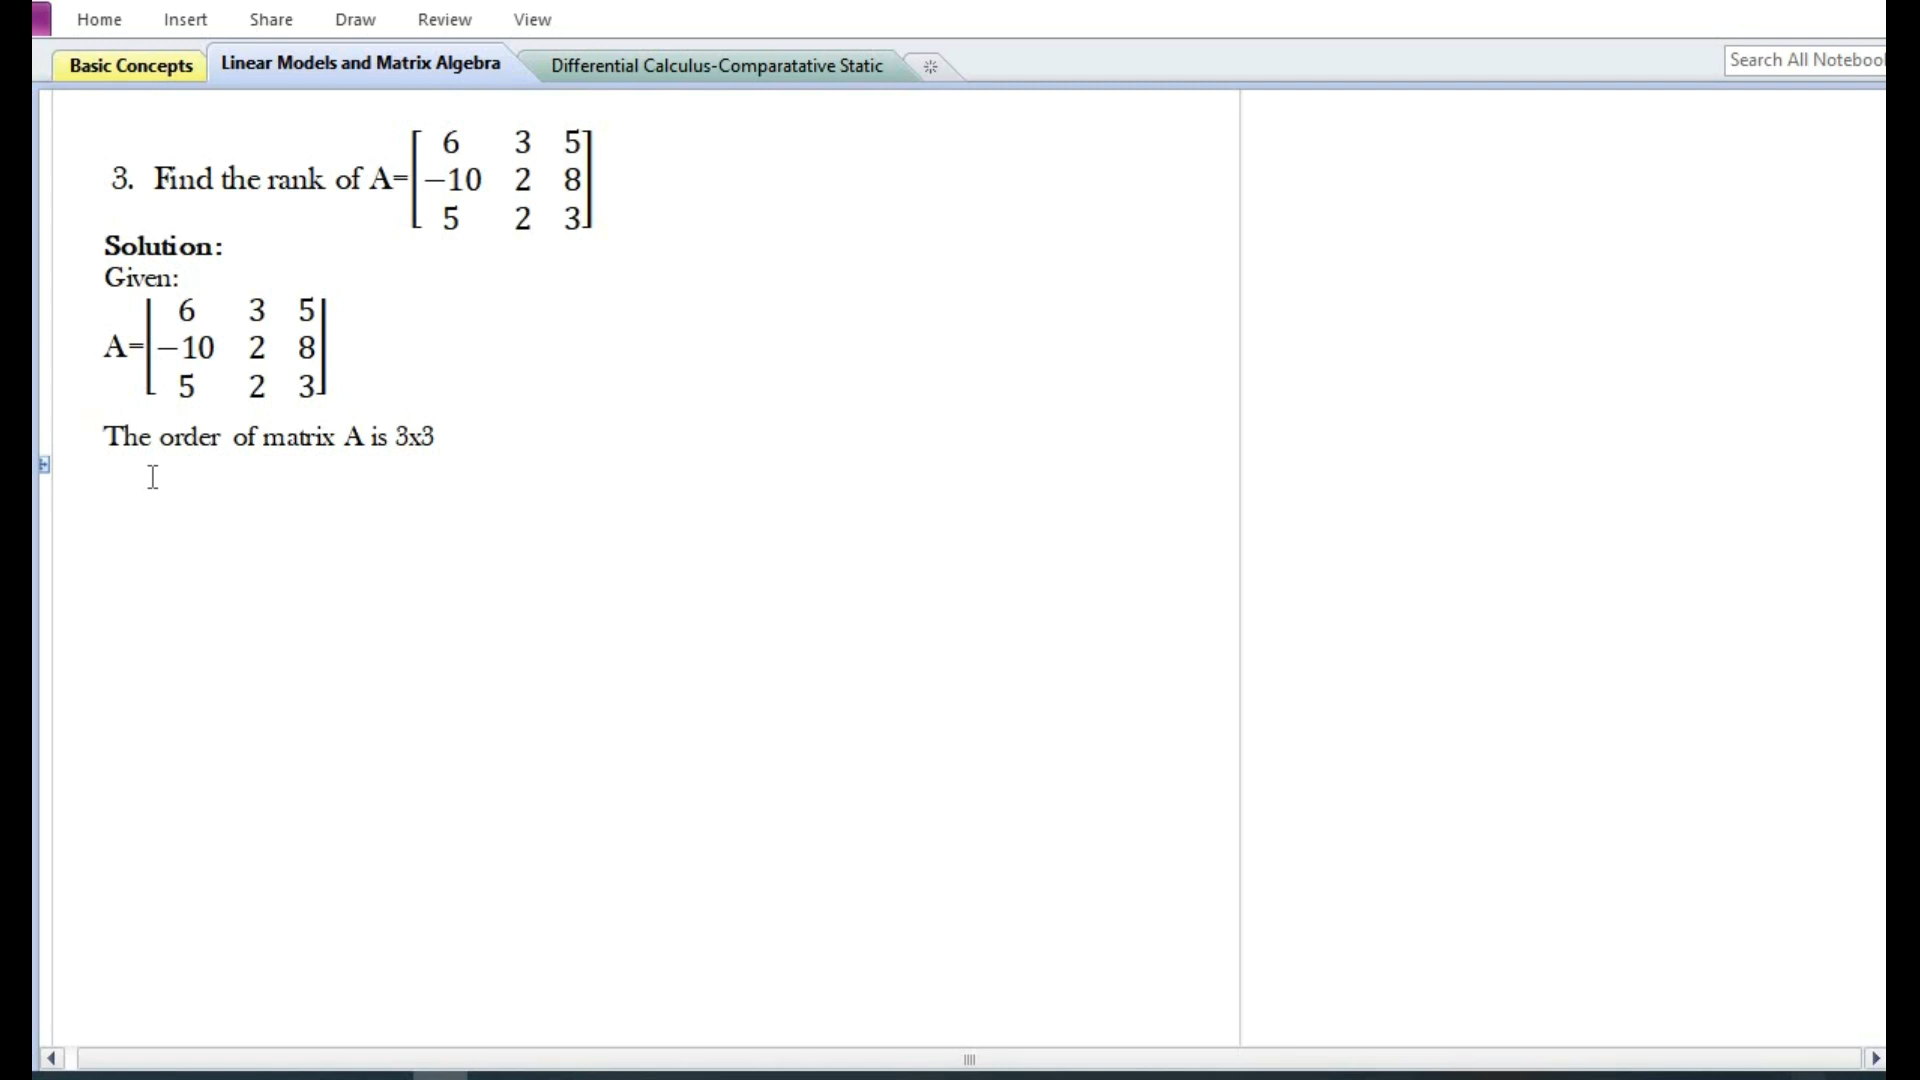 Home Insert Share Draw Review View
Basic Concepts Linear Models and Matrix Algebra Differential Calculus-Comparatative Static
Search All Noteboo
6 3 5
3. Find the rank of A= −10 2 8
5 2 3
Solution:
Given:
6 3 5
A= −10 2 8
5 2 3
The order of matrix A is 3x3